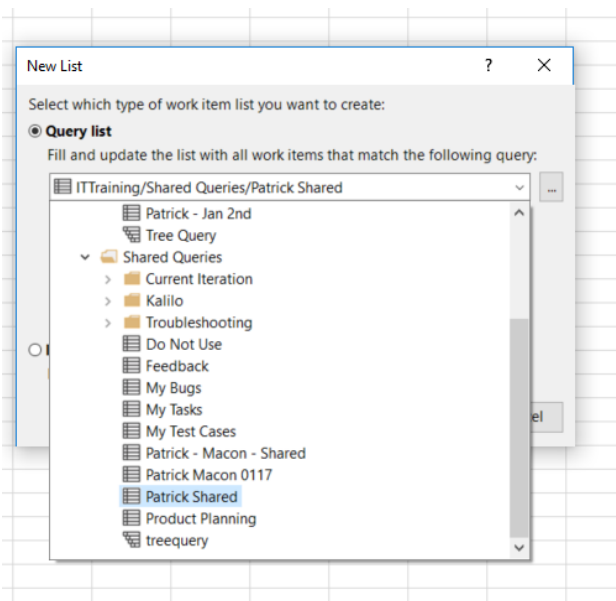 New List ? ×
Select which type of work item list you want to create:
Query list
Fill and update the list with all work items that match the following query:
ITTraining/Shared Queries/Patrick Shared ...
Patrick - Jan 2nd
Tree Query
Shared Queries
Current Iteration
Kalilo
Troubleshooting
Do Not Use
Feedback
My Bugs
My Tasks
My Test Cases
Patrick - Macon - Shared
Patrick Macon 0117
Patrick Shared
Product Planning
treequery